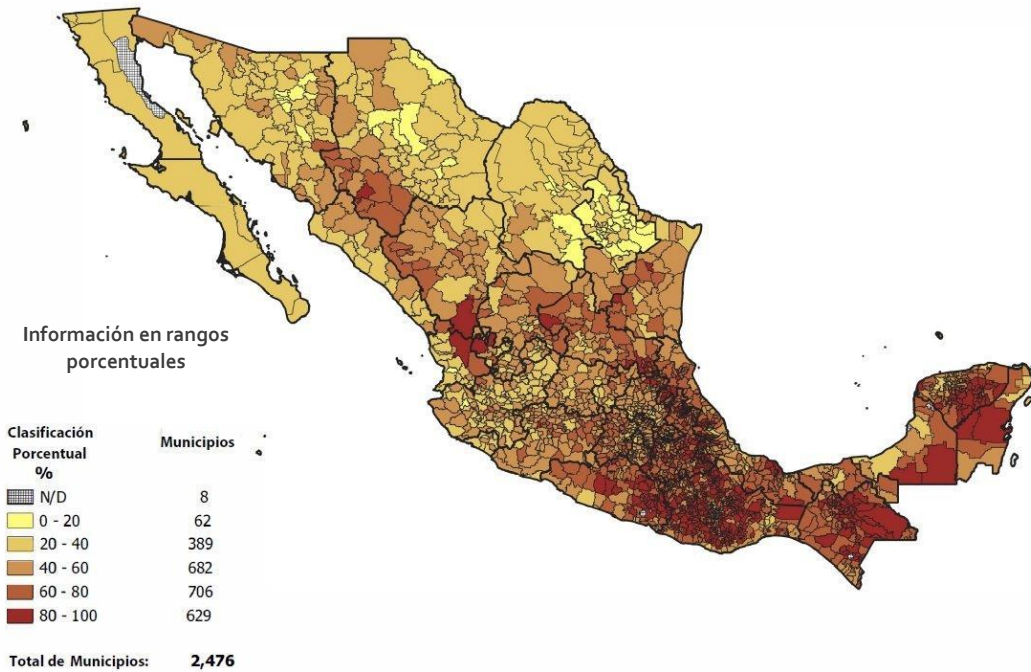 Información en rangos
porcentuales
Clasificación
Porcentual
%
Municipios
N/D 8
0 - 20 62
20 - 40 389
40 - 60 682
60 - 80 706
80 - 100 629
Total de Municipios: 2,476